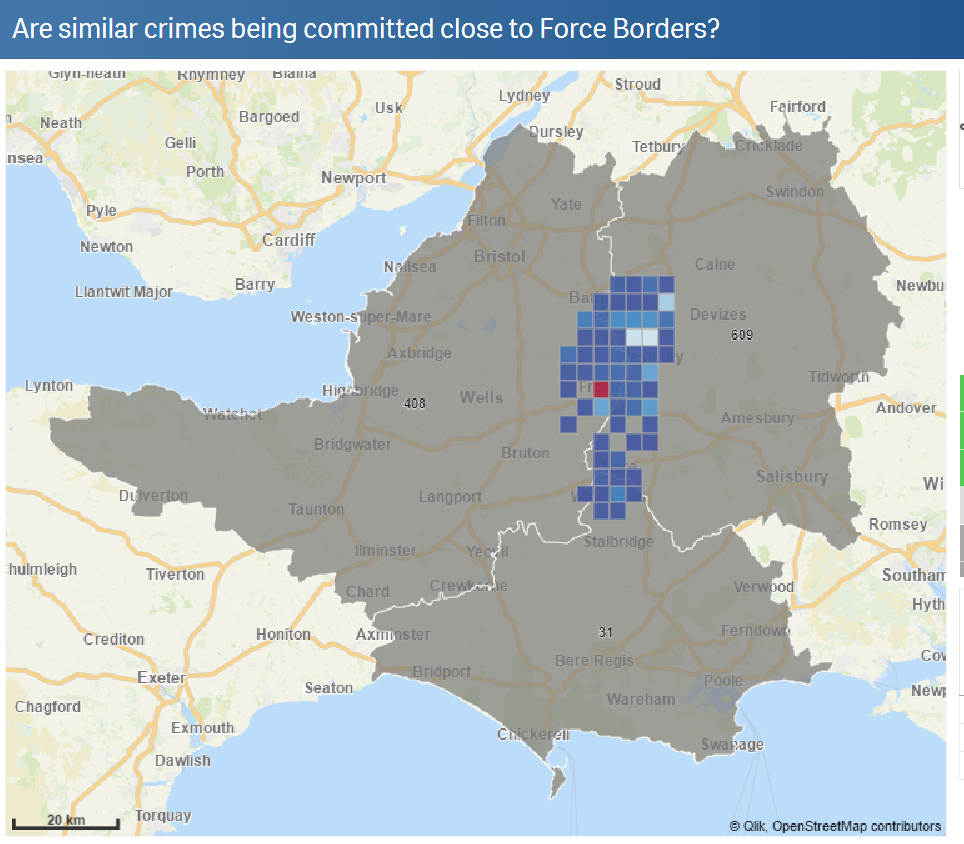 Are similar crimes being committed close to Force Borders?
Glyn-neath
Rhymney
Blaina
Lydney
Stroud
Neath
Bargoed
Usk
Fairford
Gelli
Dursley
Tetbury
Cricklade
nsea
Porth
Newport
Swindon
Pyle
Yate
Filton
Newton
Cardiff
Bristol
Calne
Nailsea
Llantwit Major
Barry
Newbu
Weston-super-Mare
Devizes
609
Axbridge
Lynton
Highbridge
408
Wells
Tidworth
Andover
Watchet
Amesbury
Bridgwater
Bruton
Salisbury
Wi
Dulverton
Taunton
Langport
Romsey
Stalbridge
Ilminster
Yeovil
hulmleigh
Tiverton
Chard
Crewkerne
Verwood
Southam
Hyth
Crediton
Honiton
Axminster
31
Ferndown
Bere Regis
Cow
Exeter
Bridport
Seaton
Poole
Wareham
Newp
Chagford
Exmouth
Chickerell
Swanage
Dawlish
Torquay
20 km
© Qlik, OpenStreetMap contributors